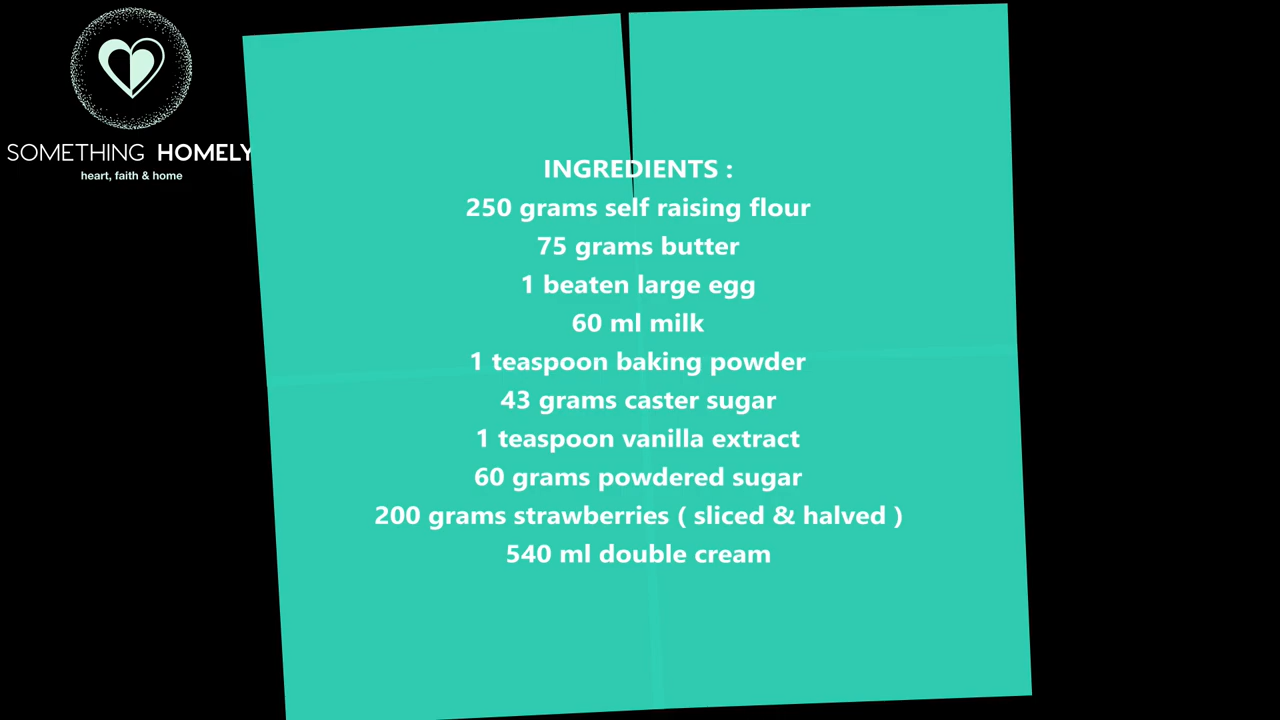 SOMETHING HOMELY
heart, faith & home
INGREDIENTS :
250 grams self raising flour
75 grams butter
1 beaten large egg
60 ml milk
1 teaspoon baking powder
43 grams caster sugar
1 teaspoon vanilla extract
60 grams powdered sugar
200 grams strawberries ( sliced & halved )
540 ml double cream